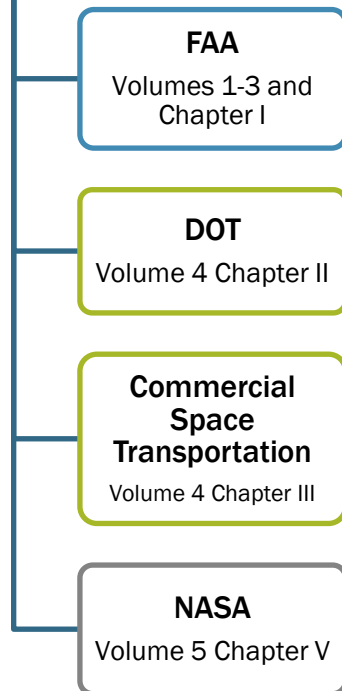 FAA
Volumes 1-3 and
Chapter I
DOT
Volume 4 Chapter II
Commercial
Space
Transportation
Volume 4 Chapter III
NASA
Volume 5 Chapter V